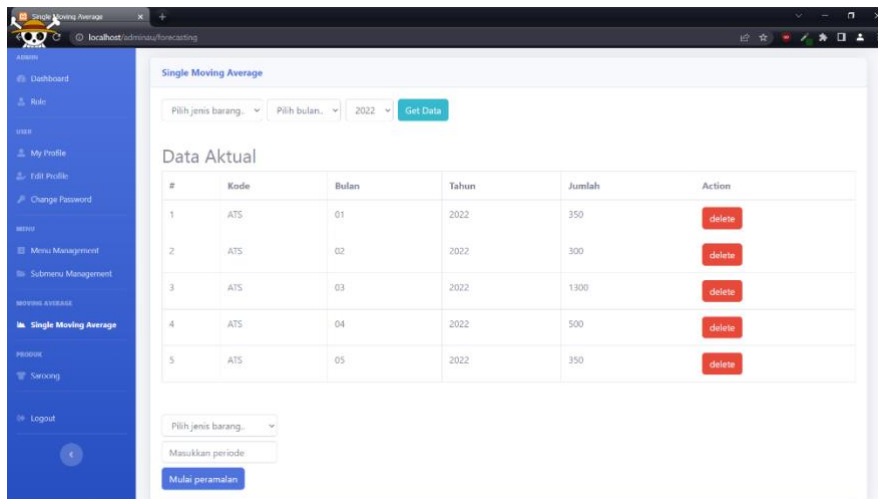 Single Moving Average
localhost/adminau/forecasting
ADMIN
Dashboard
Role
USER
My Profile
Edit Profile
Change Password
MENU
Menu Management
Submenu Management
MOVING AVERAGE
Single Moving Average
PRODUK
Saroong
Logout
Single Moving Average
Pilih jenis barang.. Pilih bulan.. 2022 Get Data
Data Aktual
# Kode Bulan Tahun Jumlah Action
1 ATS 01 2022 350 delete
2 ATS 02 2022 300 delete
3 ATS 03 2022 1300 delete
4 ATS 04 2022 500 delete
5 ATS 05 2022 350 delete
Pilih jenis barang..
Masukkan periode
Mulai peramalan